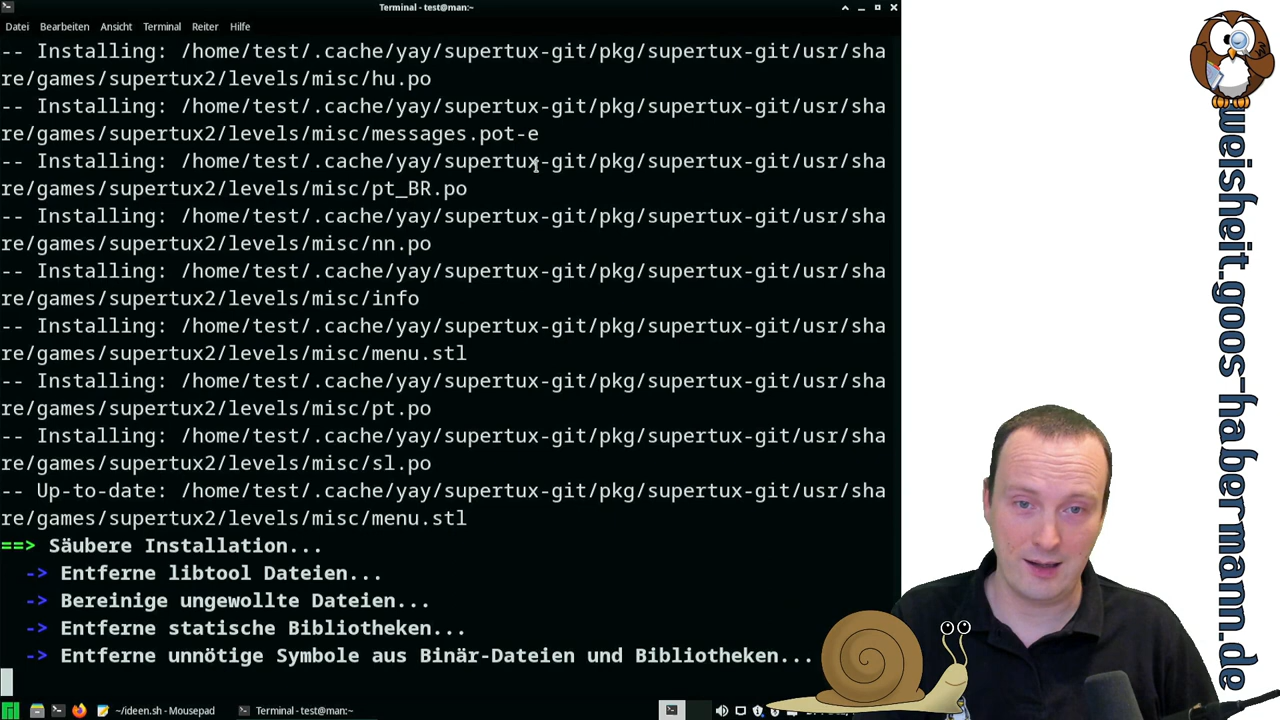 Terminal - test@man:~
Datei Bearbeiten Ansicht Terminal Reiter Hilfe
-- Installing: /home/test/.cache/yay/supertux-git/pkg/supertux-git/usr/sha
re/games/supertux2/levels/misc/hu.po
-- Installing: /home/test/.cache/yay/supertux-git/pkg/supertux-git/usr/sha
re/games/supertux2/levels/misc/messages.pot-e
-- Installing: /home/test/.cache/yay/supertux-git/pkg/supertux-git/usr/sha
re/games/supertux2/levels/misc/pt_BR.po
-- Installing: /home/test/.cache/yay/supertux-git/pkg/supertux-git/usr/sha
re/games/supertux2/levels/misc/nn.po
-- Installing: /home/test/.cache/yay/supertux-git/pkg/supertux-git/usr/sha
re/games/supertux2/levels/misc/info
-- Installing: /home/test/.cache/yay/supertux-git/pkg/supertux-git/usr/sha
re/games/supertux2/levels/misc/menu.stl
-- Installing: /home/test/.cache/yay/supertux-git/pkg/supertux-git/usr/sha
re/games/supertux2/levels/misc/pt.po
-- Installing: /home/test/.cache/yay/supertux-git/pkg/supertux-git/usr/sha
re/games/supertux2/levels/misc/sl.po
-- Up-to-date: /home/test/.cache/yay/supertux-git/pkg/supertux-git/usr/sha
re/games/supertux2/levels/misc/menu.stl
==> Säubere Installation...
-> Entferne libtool Dateien...
-> Bereinige ungewollte Dateien...
-> Entferne statische Bibliotheken...
-> Entferne unnötige Symbole aus Binär-Dateien und Bibliotheken...
~/ideen.sh - Mousepad
Terminal - test@man:~
weisheit.goos-habermann.de